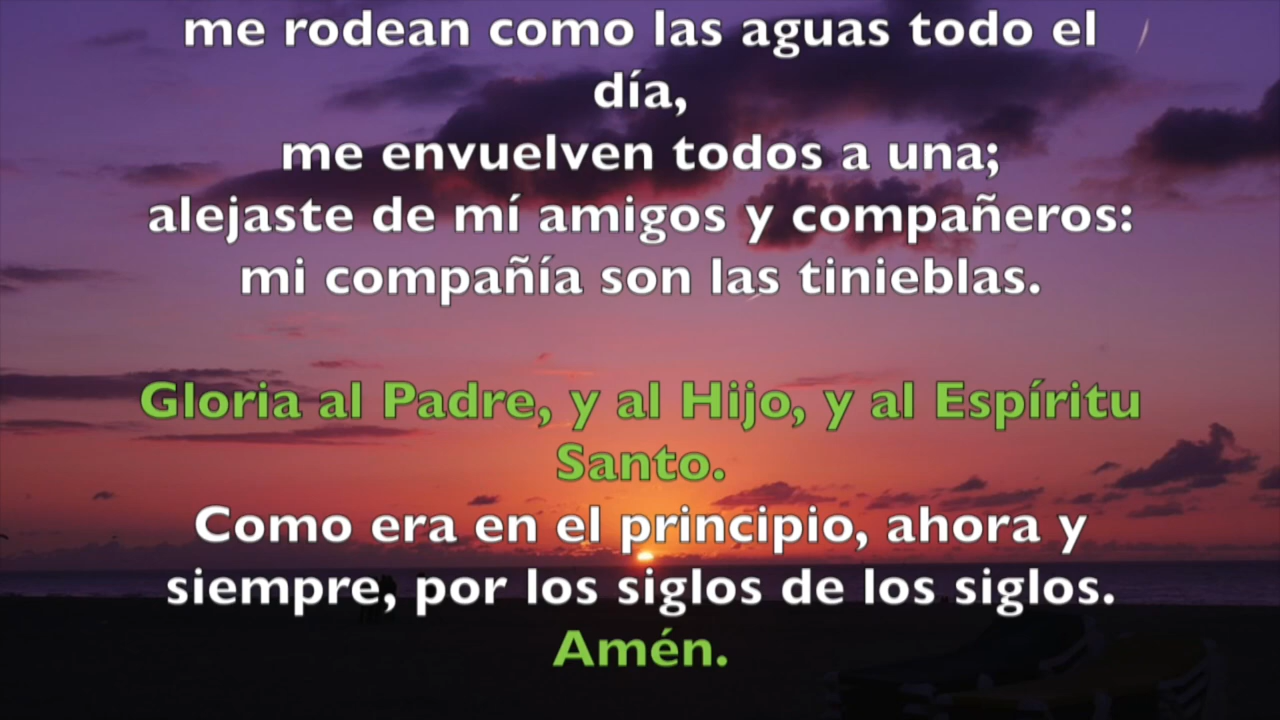 me rodean como las aguas todo el
día,
me envuelven todos a una;
alejaste de mí amigos y compañeros:
mi compañía son las tinieblas.
Gloria al Padre, y al Hijo, y al Espíritu
Santo.
Como era en el principio, ahora y
siempre, por los siglos de los siglos.
Amén.